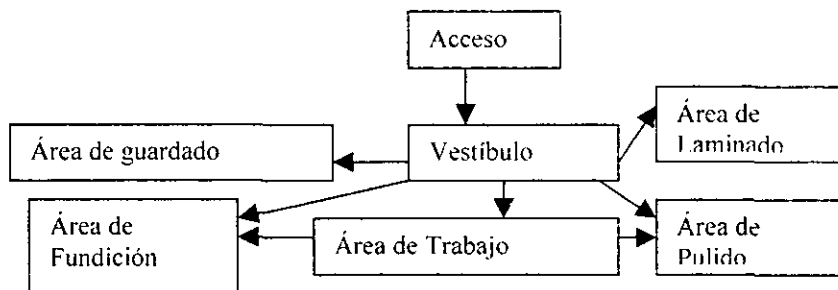 Acceso
Área de
Laminado
Área de guardado
Vestíbulo
Área de
Fundición
Área de Trabajo
Área de
Pulido